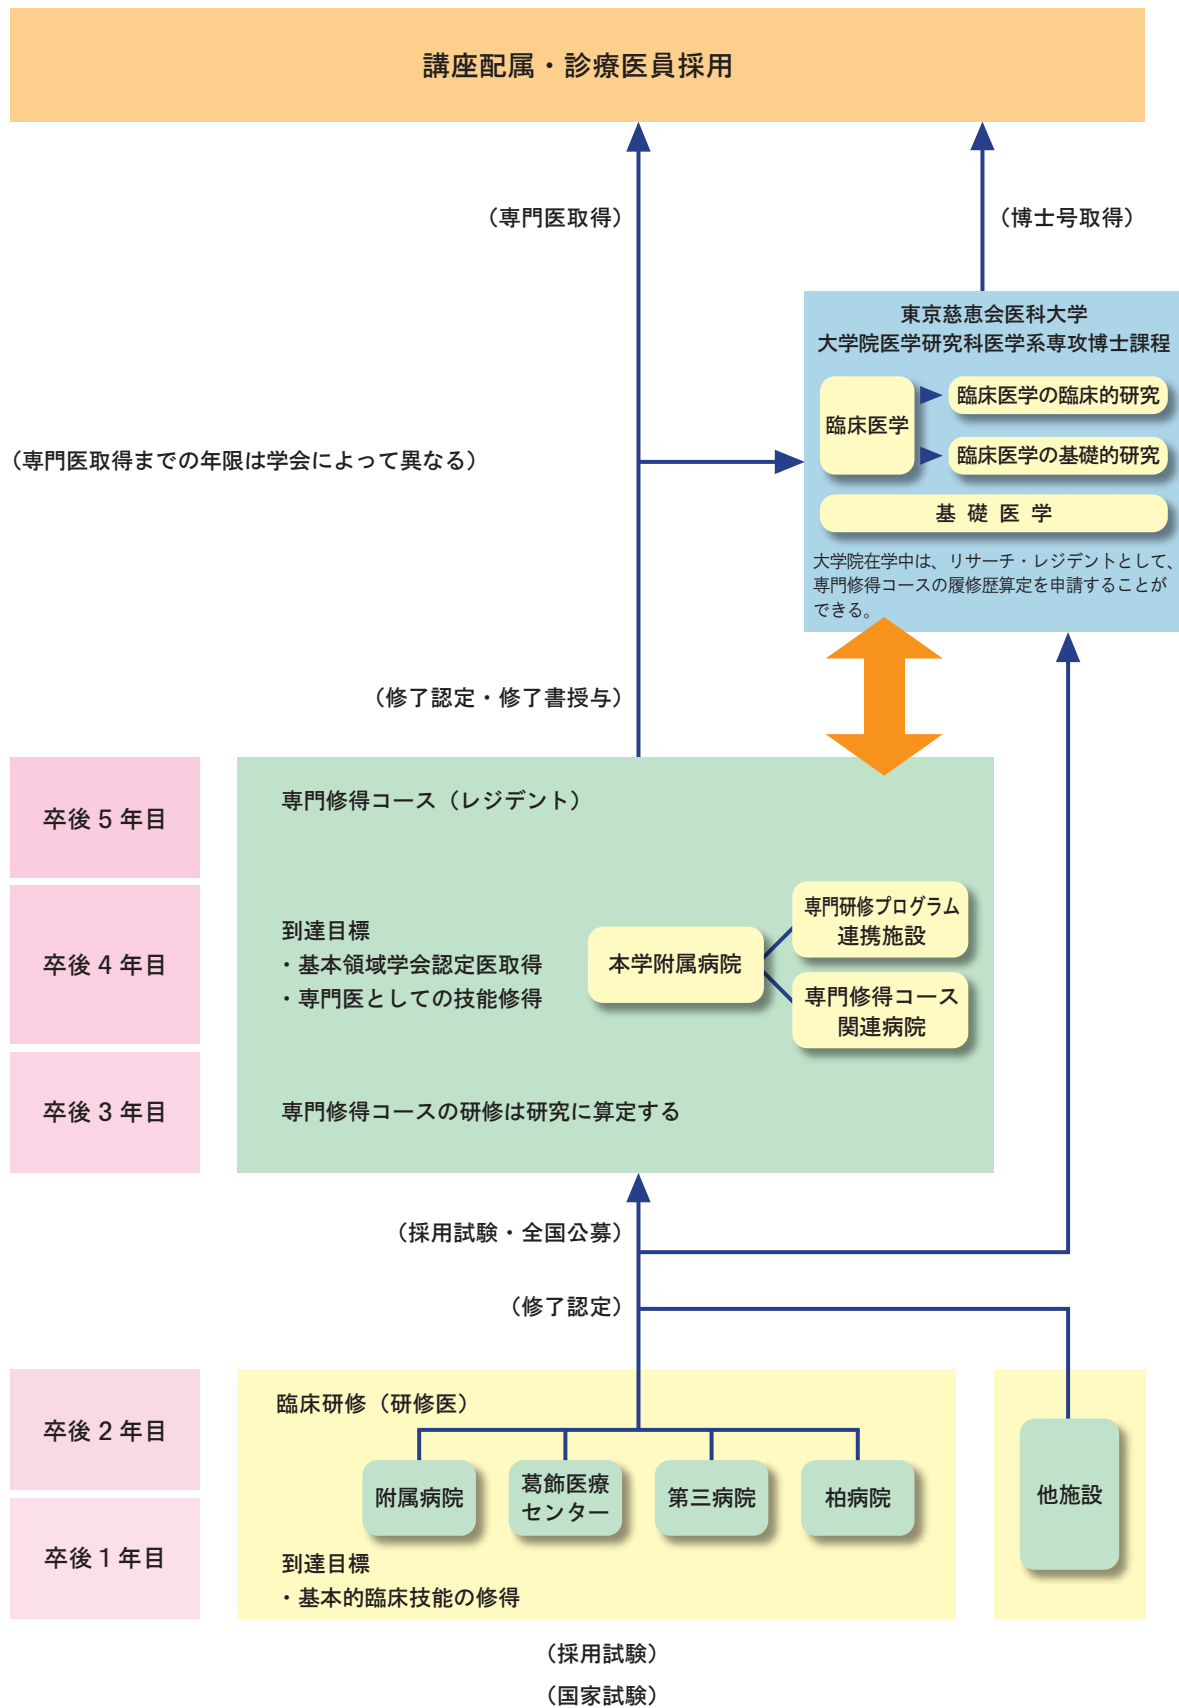 講座配属・診療医員採用
（専門医取得）
（博士号取得）
東京慈恵会医科大学
大学院医学研究科医学系専攻博士課程
臨床医学
臨床医学の臨床的研究
臨床医学の基礎的研究
基 礎 医 学
大学院在学中は、リサーチ・レジデントとして、
専門修得コースの履修歴算定を申請することが
できる。
（専門医取得までの年限は学会によって異なる）
（修了認定・修了書授与）
卒後 5 年目
専門修得コース（レジデント）
卒後 4 年目
到達目標
・基本領域学会認定医取得
・専門医としての技能修得
本学附属病院
専門研修プログラム
連携施設
専門修得コース
関連病院
卒後 3 年目
専門修得コースの研修は研究に算定する
（採用試験・全国公募）
（修了認定）
卒後 2 年目
臨床研修（研修医）
附属病院
葛飾医療
センター
第三病院
柏病院
他施設
卒後 1 年目
到達目標
・基本的臨床技能の修得
（採用試験）
（国家試験）